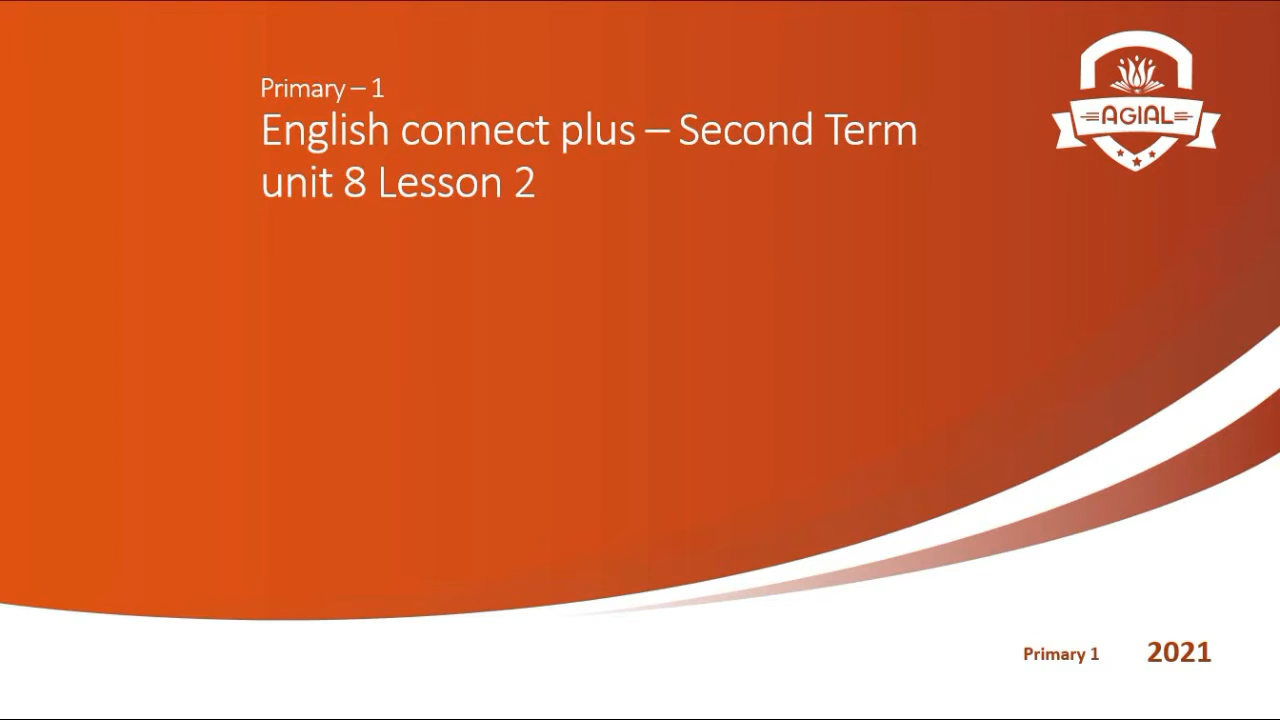 Primary – 1
English connect plus – Second Term
unit 8 Lesson 2
AGIAL
Primary 1
2021